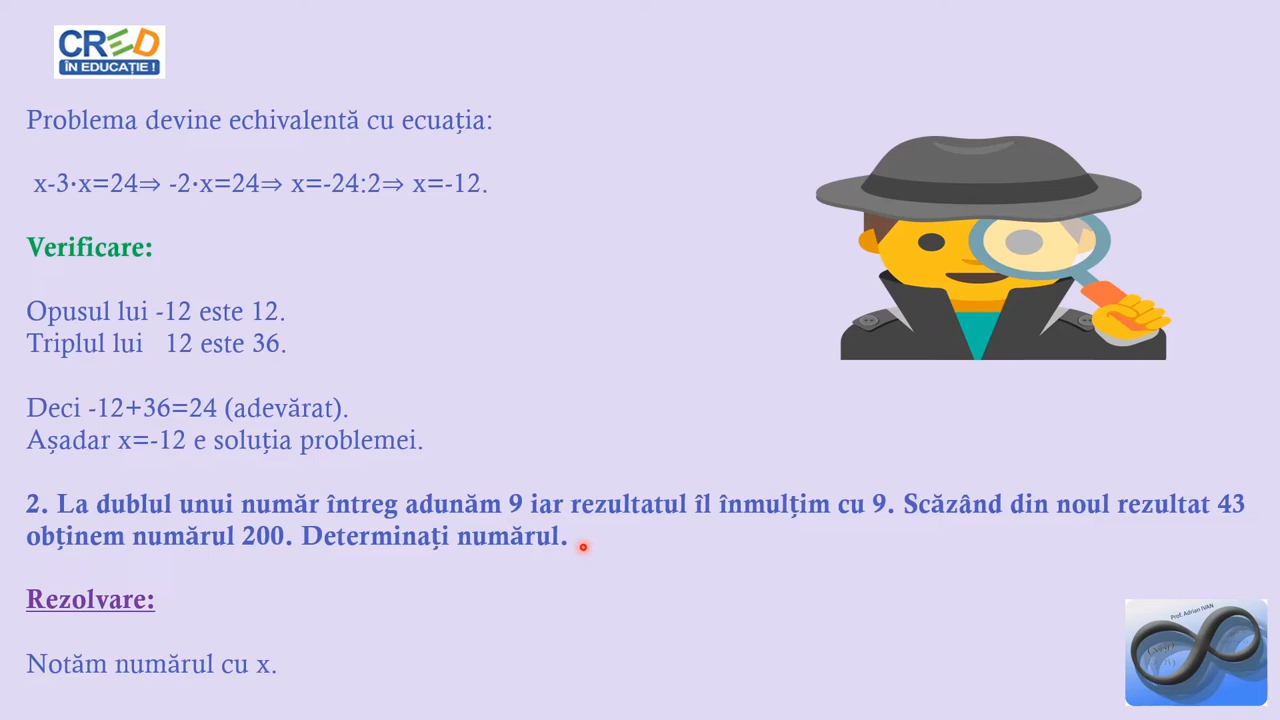 CRED
ÎN EDUCAȚIE !
Problema devine echivalentă cu ecuația:
x-3·x=24⇒ -2·x=24⇒ x=-24:2⇒ x=-12.
Verificare:
Opusul lui -12 este 12.
Triplul lui 12 este 36.
Deci -12+36=24 (adevărat).
Așadar x=-12 e soluția problemei.
2. La dublul unui număr întreg adunăm 9 iar rezultatul îl înmulțim cu 9. Scăzând din noul rezultat 43
obținem numărul 200. Determinați numărul.
Rezolvare:
Notăm numărul cu x.
Prof. Adrian IVAN